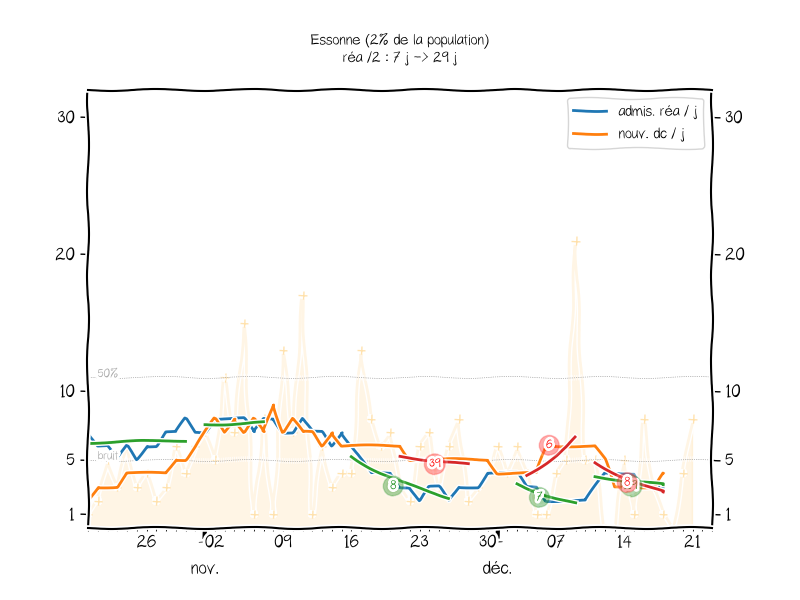 Essonne (2% de la population)
réa /2 : 7 j -> 29 j
admis. réa / j
nouv. dc / j
30 30
20 20
50%
10 10
bruit
5 5
1 1
39
6
8
7
8
26 02 09 16 23 30 07 14 21
nov. déc.